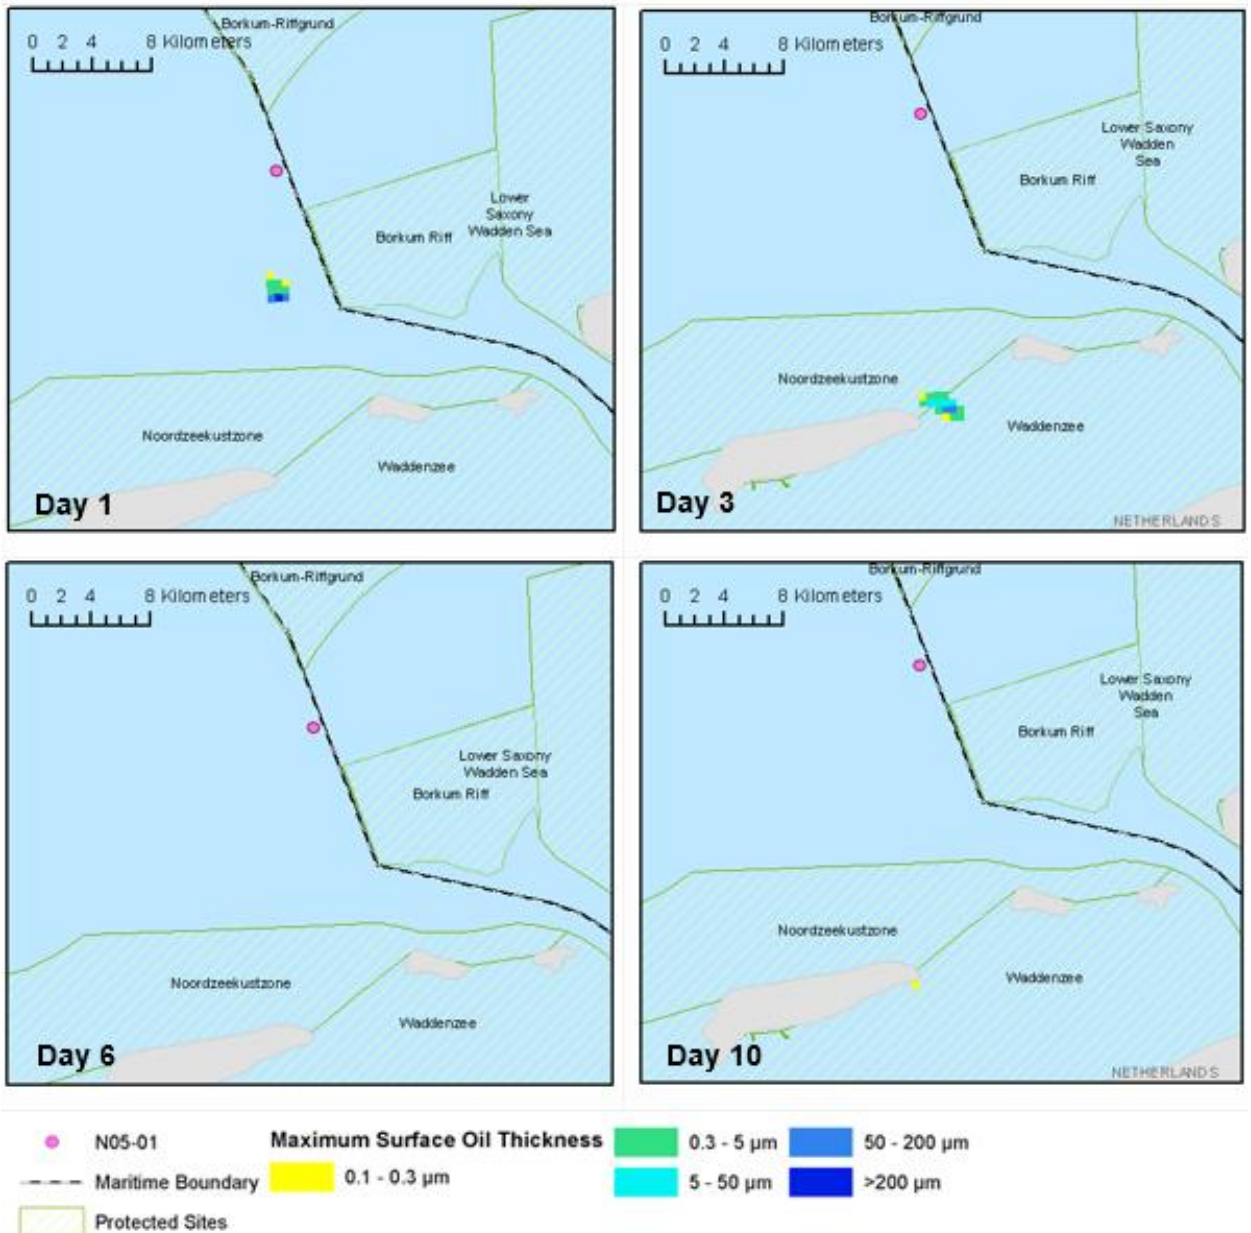 Borkum-Riffgrund
0 2 4 8 Kilometers
Lower
Saxony
Wadden Sea
Borkum Riff
Noordzeekustzone
Waddenzee
Day 1
Borkum-Riffgrund
0 2 4 8 Kilometers
Lower Saxony
Wadden
Sea
Borkum Riff
Noordzeekustzone
Waddenzee
Day 3
NETHERLANDS
Borkum-Riffgrund
0 2 4 8 Kilometers
Lower Saxony
Wadden Sea
Borkum Riff
Noordzeekustzone
Waddenzee
Day 6
Borkum-Riffgrund
0 2 4 8 Kilometers
Lower Saxony
Wadden
Sea
Borkum Riff
Noordzeekustzone
Waddenzee
Day 10
NETHERLANDS
N05-01
Maritime Boundary
Protected Sites
Maximum Surface Oil Thickness
0.1 - 0.3 µm
0.3 - 5 µm
5 - 50 µm
50 - 200 µm
>200 µm